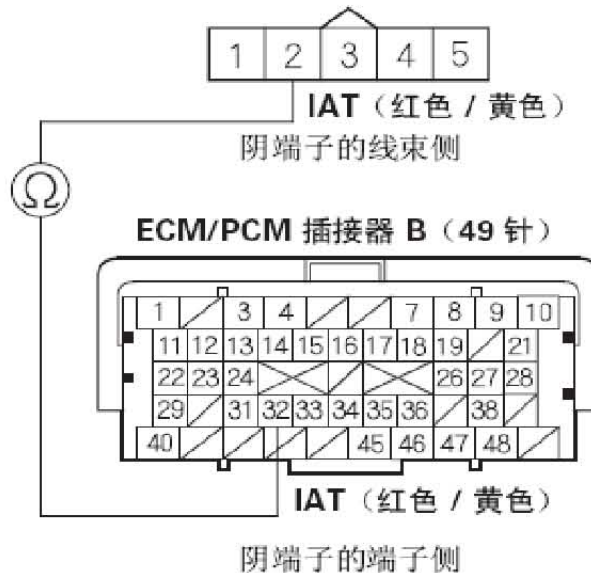 1 2 3 4 5
IAT（红色 / 黄色）
阴端子的线束侧
Ω
ECM/PCM 插接器 B（49 针）
1 3 4 7 8 9 10
11 12 13 14 15 16 17 18 19 21
22 23 24 26 27 28
29 31 32 33 34 35 36 38
40 45 46 47 48
IAT（红色 / 黄色）
阴端子的端子侧